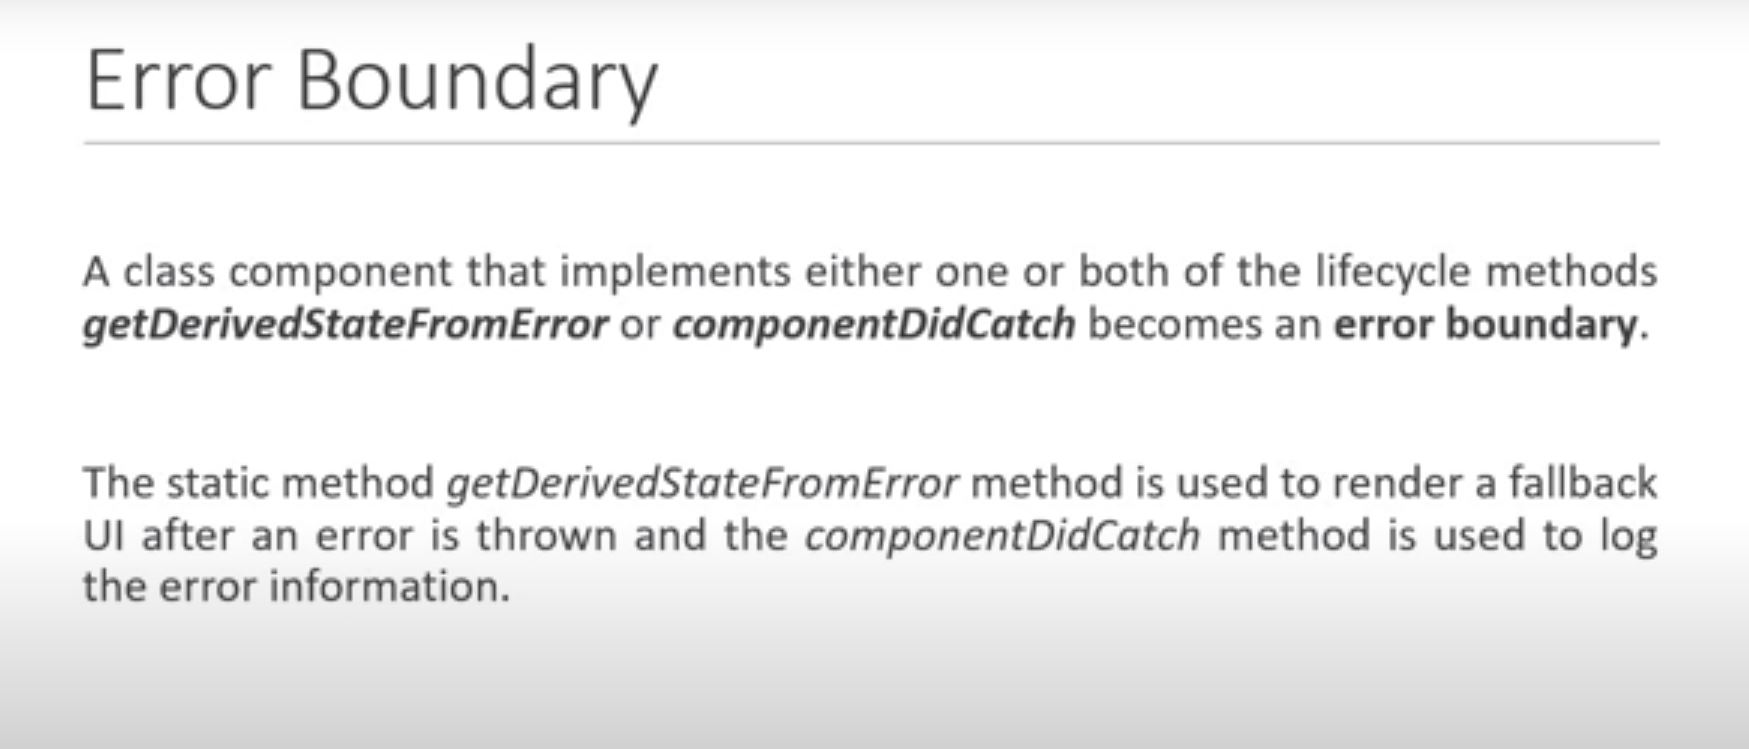 Error Boundary
A class component that implements either one or both of the lifecycle methods
getDerivedStateFromError or componentDidCatch becomes an error boundary.
The static method getDerivedStateFromError method is used to render a fallback
UI after an error is thrown and the componentDidCatch method is used to log
the error information.